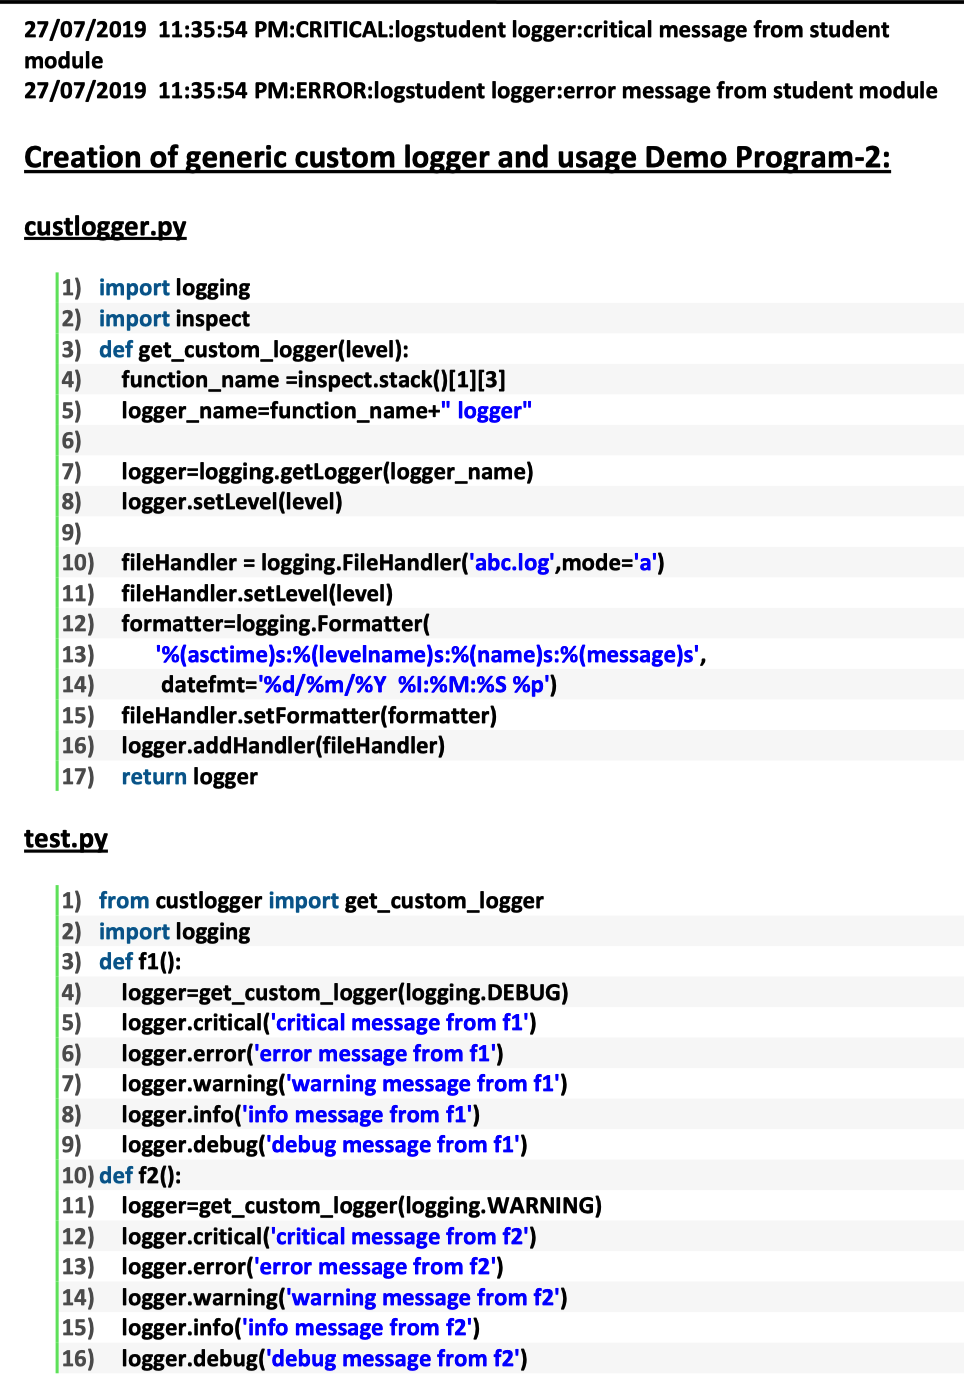 27/07/2019  11:35:54 PM:CRITICAL:logstudent logger:critical message from student
module
27/07/2019  11:35:54 PM:ERROR:logstudent logger:error message from student module
Creation of generic custom logger and usage Demo Program-2:
custlogger.py
1) import logging
2) import inspect
3) def get_custom_logger(level):
4)    function_name =inspect.stack()[1][3]
5)    logger_name=function_name+" logger"
6)
7)    logger=logging.getLogger(logger_name)
8)    logger.setLevel(level)
9)
10)    fileHandler = logging.FileHandler('abc.log',mode='a')
11)    fileHandler.setLevel(level)
12)    formatter=logging.Formatter(
13)        '%(asctime)s:%(levelname)s:%(name)s:%(message)s',
14)         datefmt='%d/%m/%Y  %I:%M:%S %p')
15)    fileHandler.setFormatter(formatter)
16)    logger.addHandler(fileHandler)
17)    return logger
test.py
1) from custlogger import get_custom_logger
2) import logging
3) def f1():
4)    logger=get_custom_logger(logging.DEBUG)
5)    logger.critical('critical message from f1')
6)    logger.error('error message from f1')
7)    logger.warning('warning message from f1')
8)    logger.info('info message from f1')
9)    logger.debug('debug message from f1')
10) def f2():
11)    logger=get_custom_logger(logging.WARNING)
12)    logger.critical('critical message from f2')
13)    logger.error('error message from f2')
14)    logger.warning('warning message from f2')
15)    logger.info('info message from f2')
16)    logger.debug('debug message from f2')